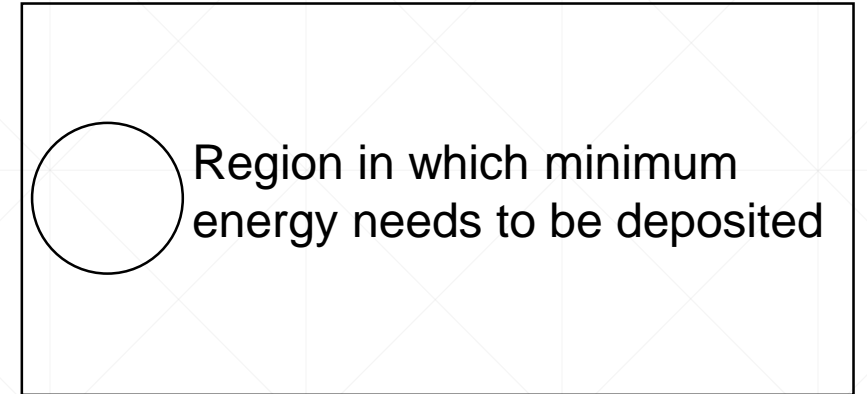 Region in which minimum
energy needs to be deposited